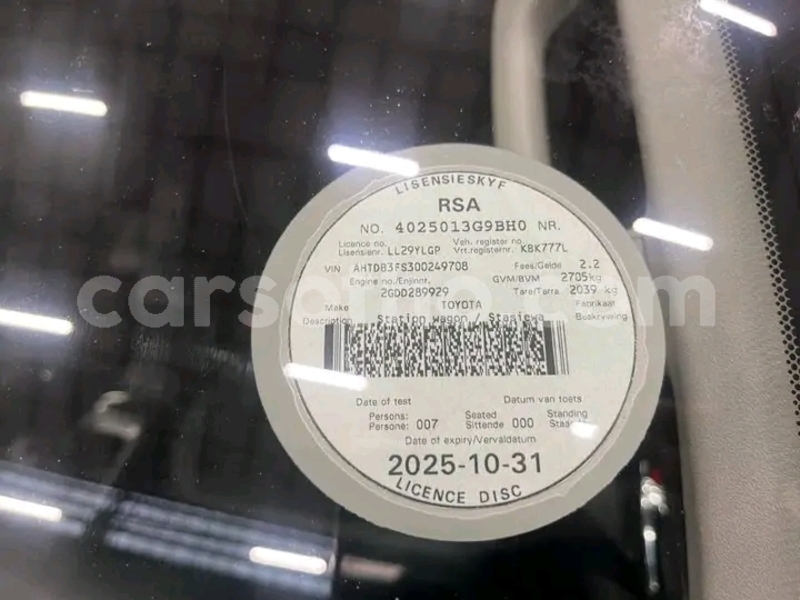 LISENSIESKYF
RSA
NO. 4025013G9BH0 NR.
Licence no. Veh. register no.
Lisensienr. LL29YLGP Vrt.registernr. KBK777L
VIN AHTDB3FS300249708 Fees/Gelde 2.2
Engine no./Enjinnr. GVM/BVM 2705kg
2GDD289929 Tare/Tarra 2039 kg
Make TOYOTA Fabrikaat
Description Station wagon / Stasiewa Beskrywing
Date of test Datum van toets
Persons: Seated Standing
Persone: 007 Sittende 000
Date of expiry/Vervaldatum
2025-10-31
LICENCE DISC